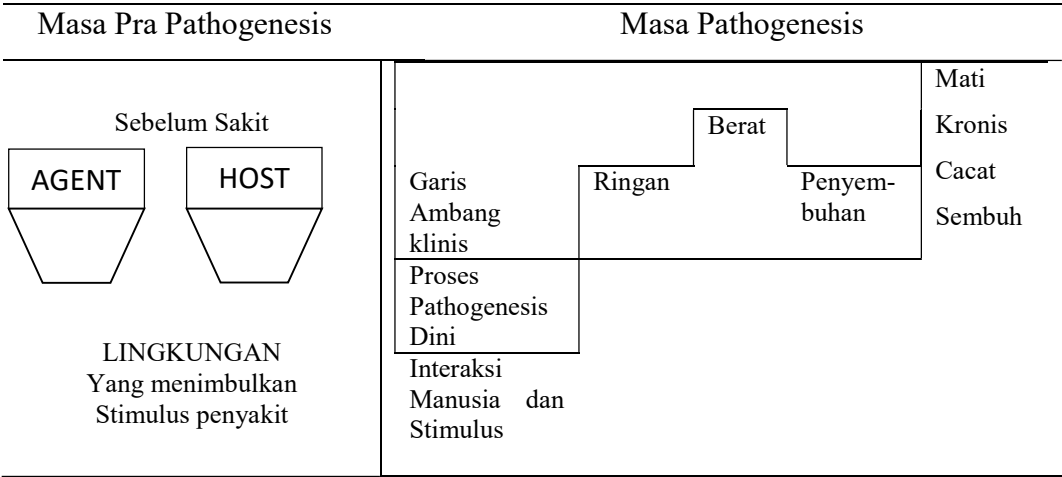 Masa Pra Pathogenesis
Masa Pathogenesis
Sebelum Sakit
AGENT
HOST
LINGKUNGAN
Yang menimbulkan
Stimulus penyakit
Garis
Ambang
klinis
Proses
Pathogenesis
Dini
Interaksi
Manusia dan
Stimulus
Ringan
Berat
Penyem-
buhan
Mati
Kronis
Cacat
Sembuh